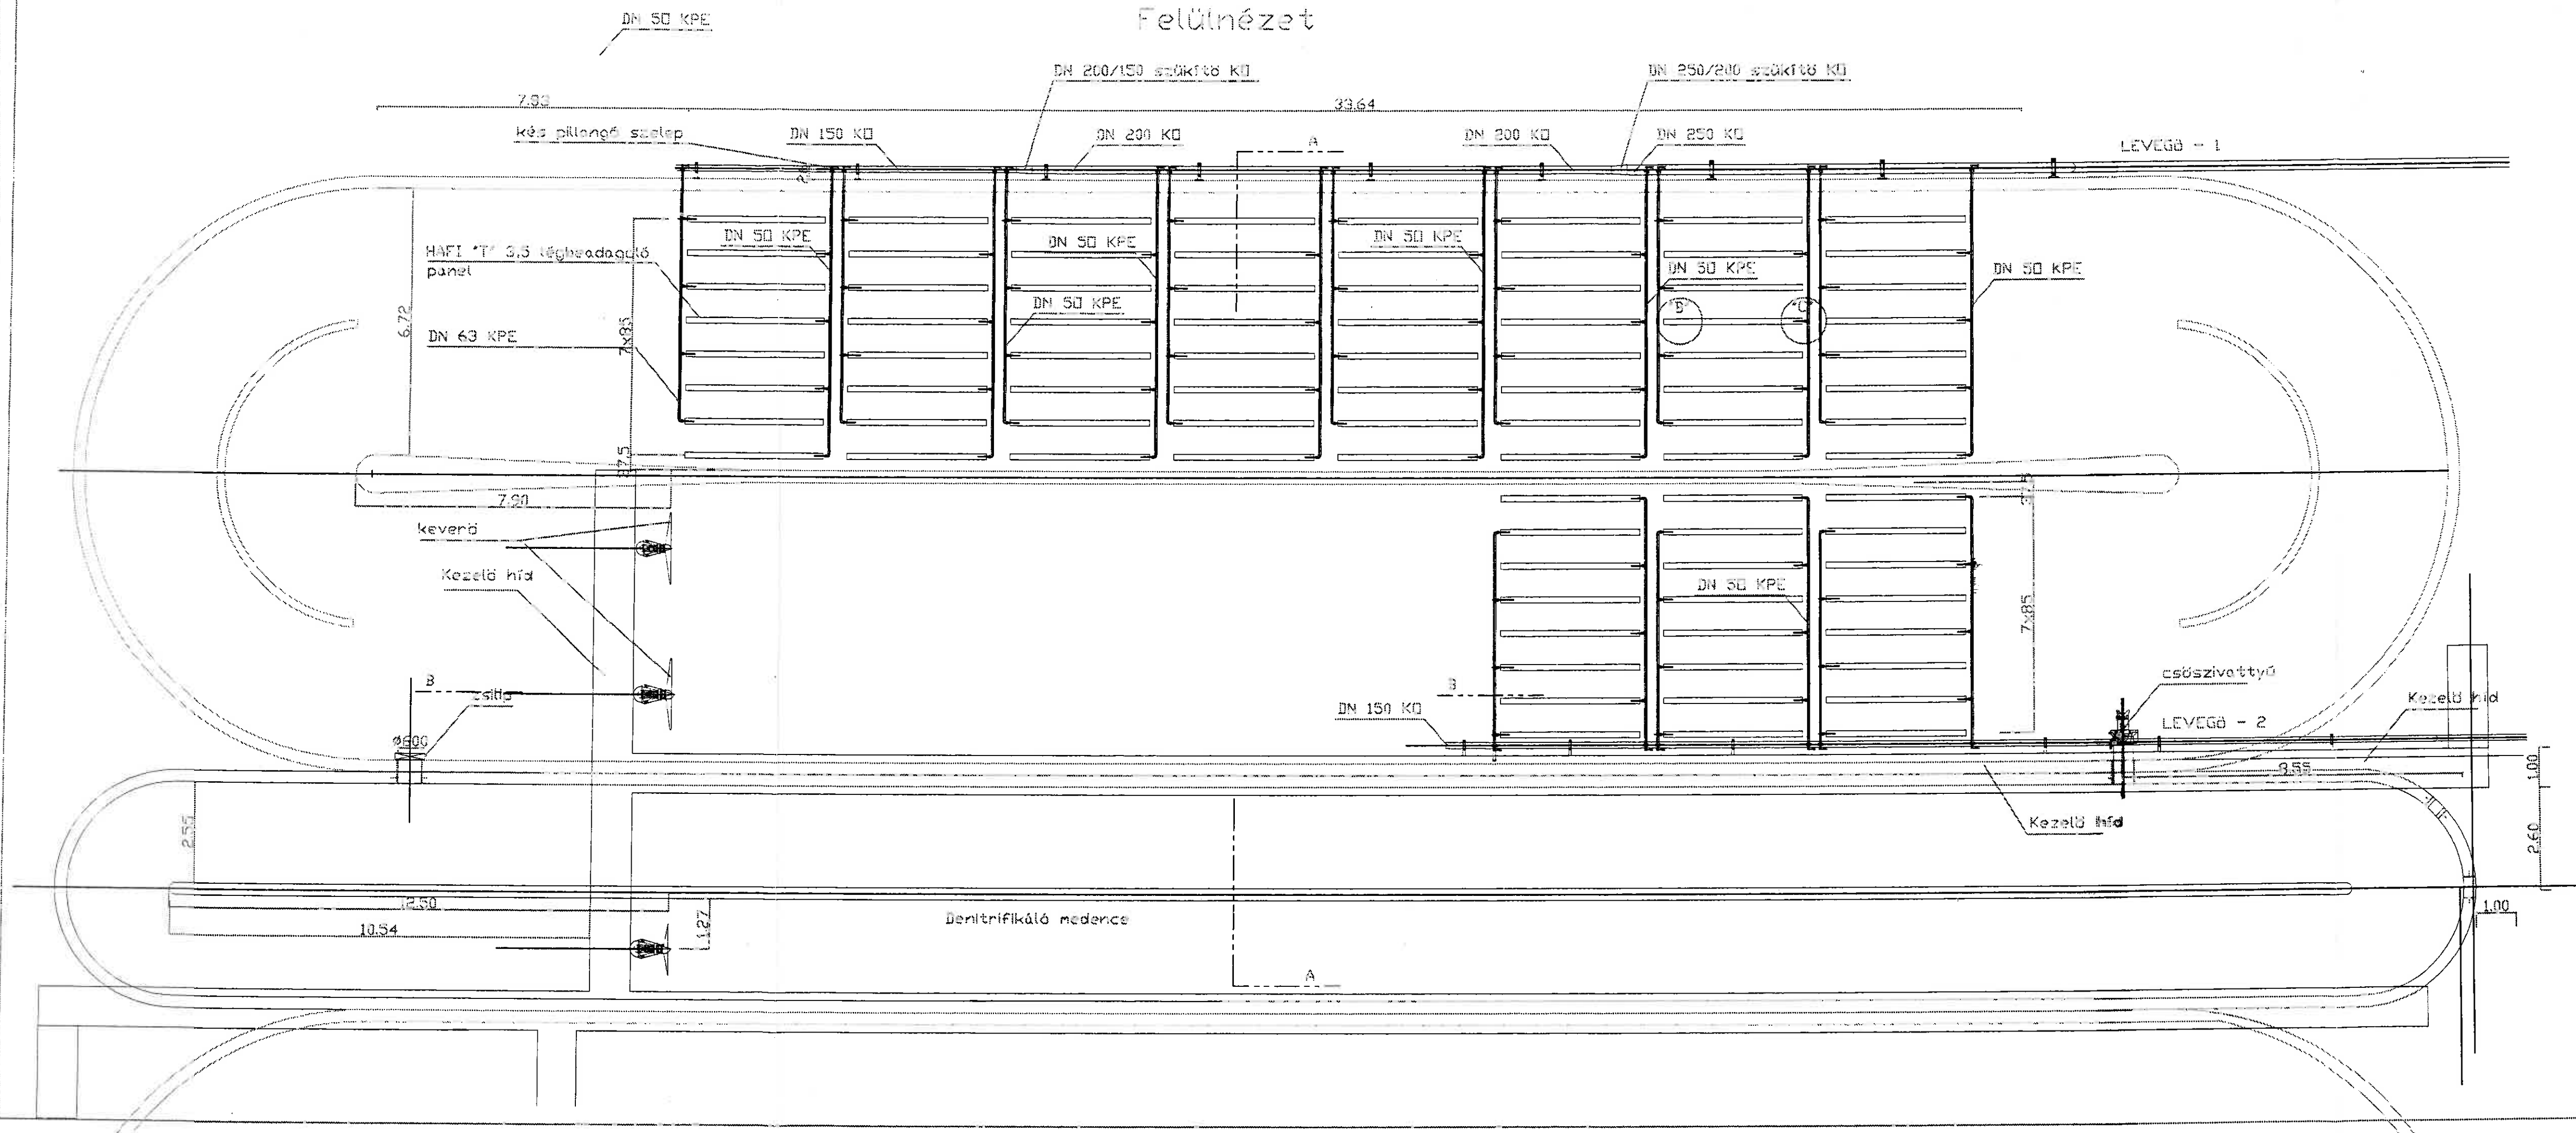 DN 50 KPE
Felülnézet
DN 200/150 szűkítő KO
DN 250/200 szűkítő KO
7.93
33.64
kés pillangó szelep
DN 150 KO
DN 200 KO
A
DN 200 KO
DN 250 KO
LEVEGŐ - 1
DN 50 KPE
DN 50 KPE
DN 50 KPE
HAFI "T" 3,5 légbeadagoló
panel
DN 50 KPE
DN 50 KPE
DN 50 KPE
"B"
"C"
6.72
7x85
DN 63 KPE
37,5
7.90
keverő
Kezelő híd
DN 50 KPE
7x85
B
zsilip
B
csőszivattyú
Kezelő híd
DN 150 KO
LEVEGŐ - 2
Ø600
9.55
1.00
Kezelő híd
2.55
2.60
12.50
10.54
1.27
Denitrifikáló medence
1.00
A